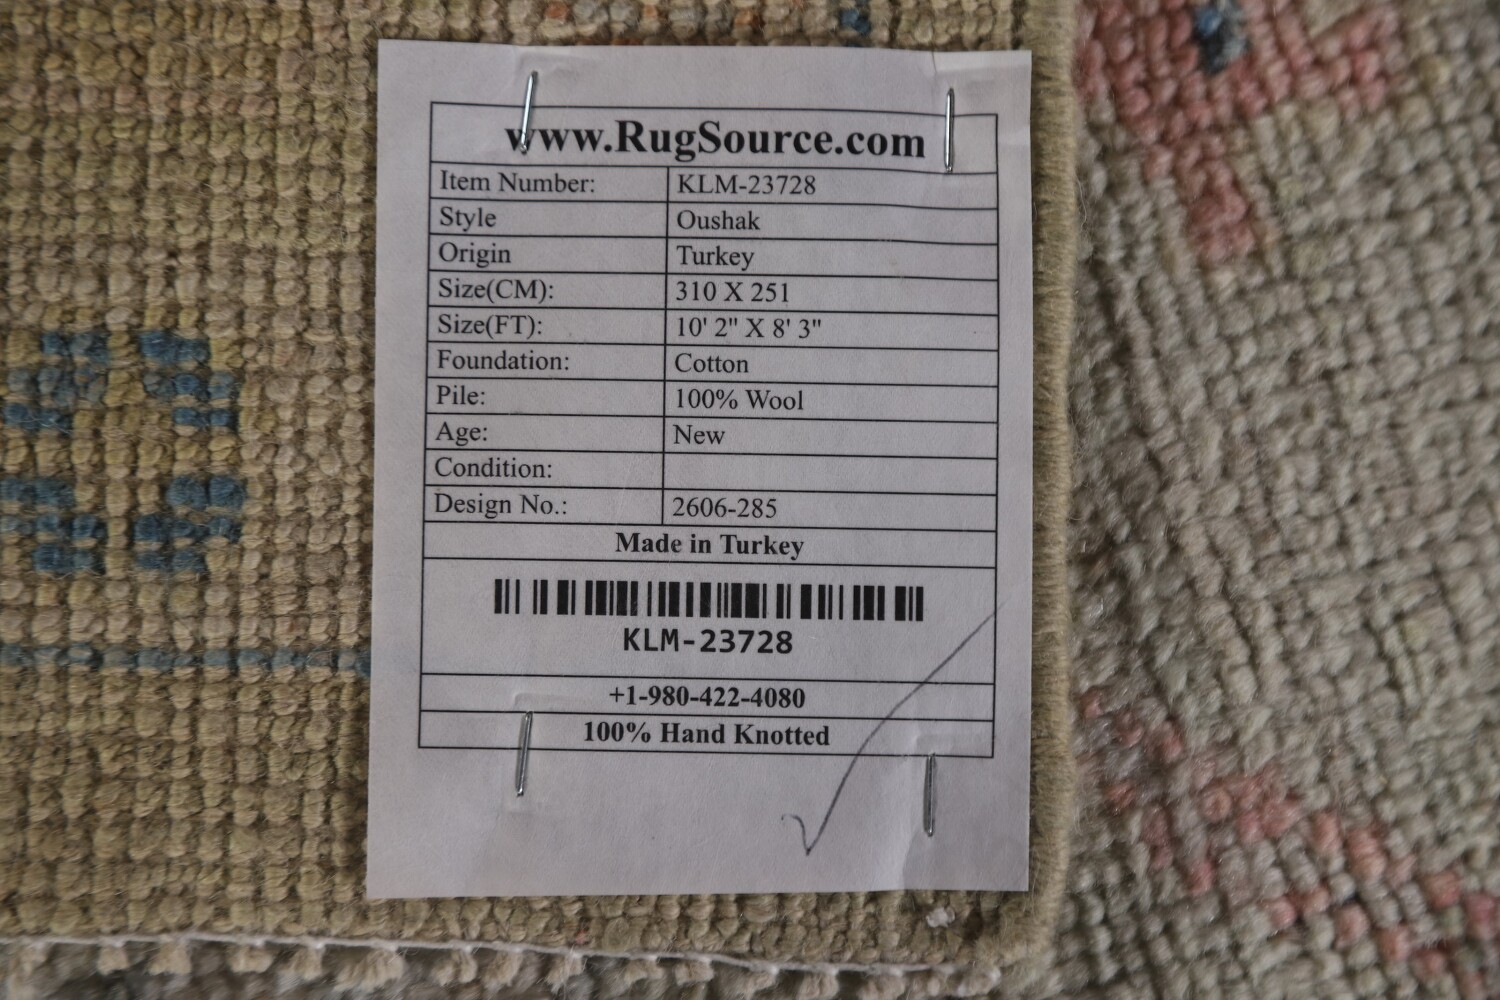 www.RugSource.com
Item Number: KLM-23728
Style Oushak
Origin Turkey
Size(CM): 310 X 251
Size(FT): 10' 2" X 8' 3"
Foundation: Cotton
Pile: 100% Wool
Age: New
Condition:
Design No.: 2606-285
Made in Turkey
KLM-23728
+1-980-422-4080
100% Hand Knotted